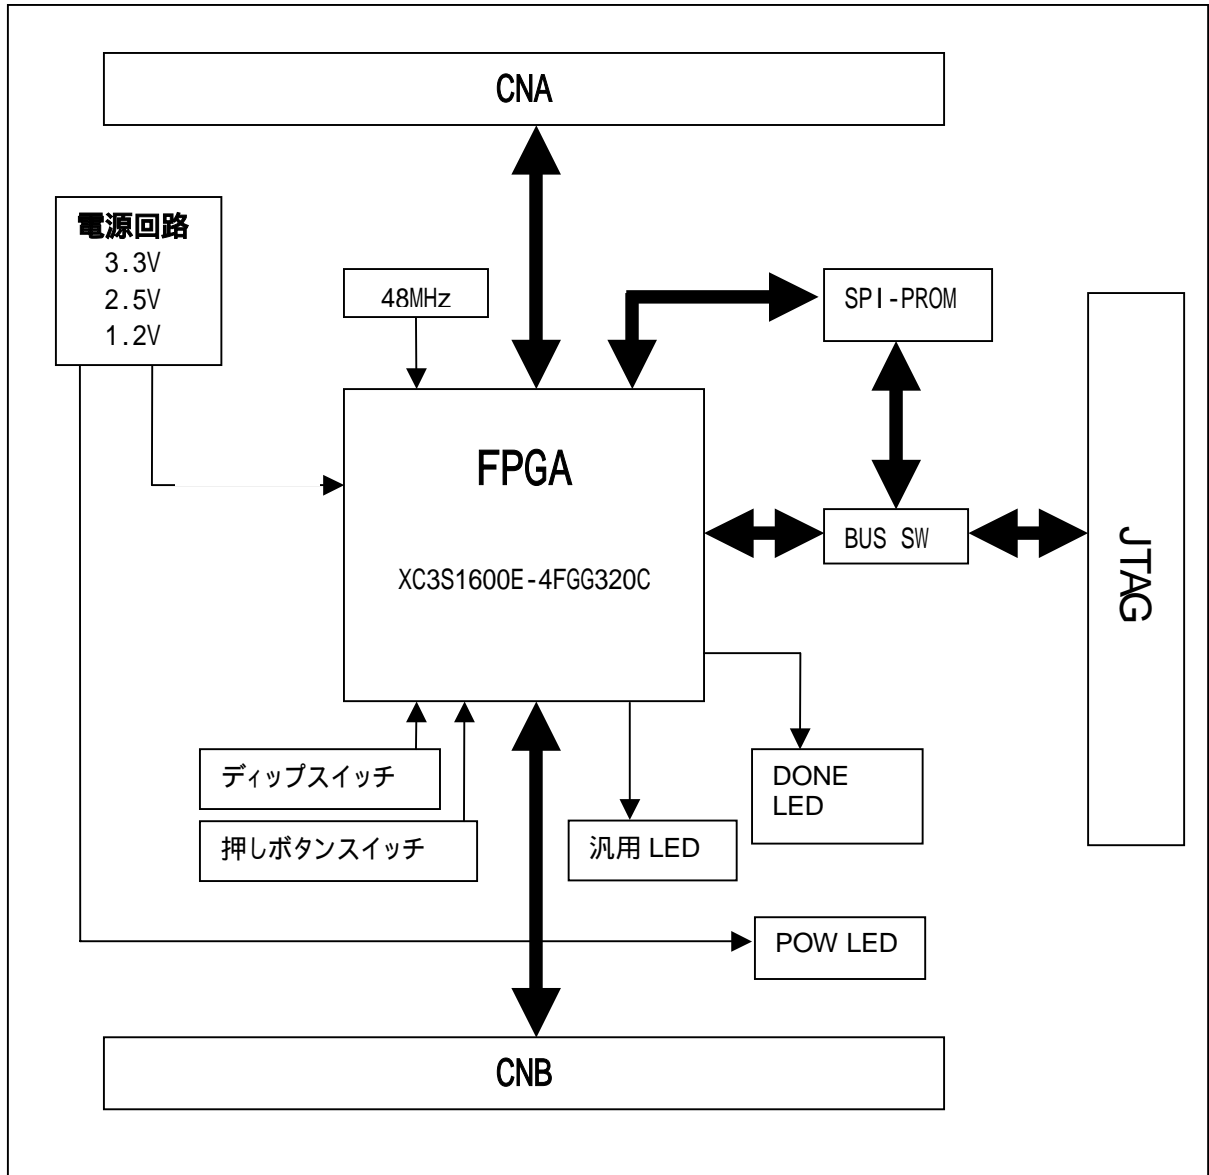 CNA
電源回路
3.3V
2.5V
1.2V
48MHz
SPI-PROM
FPGA
XC3S1600E-4FGG320C
BUS SW
JTAG
ディップスイッチ
押しボタンスイッチ
汎用 LED
DONE
LED
POW LED
CNB